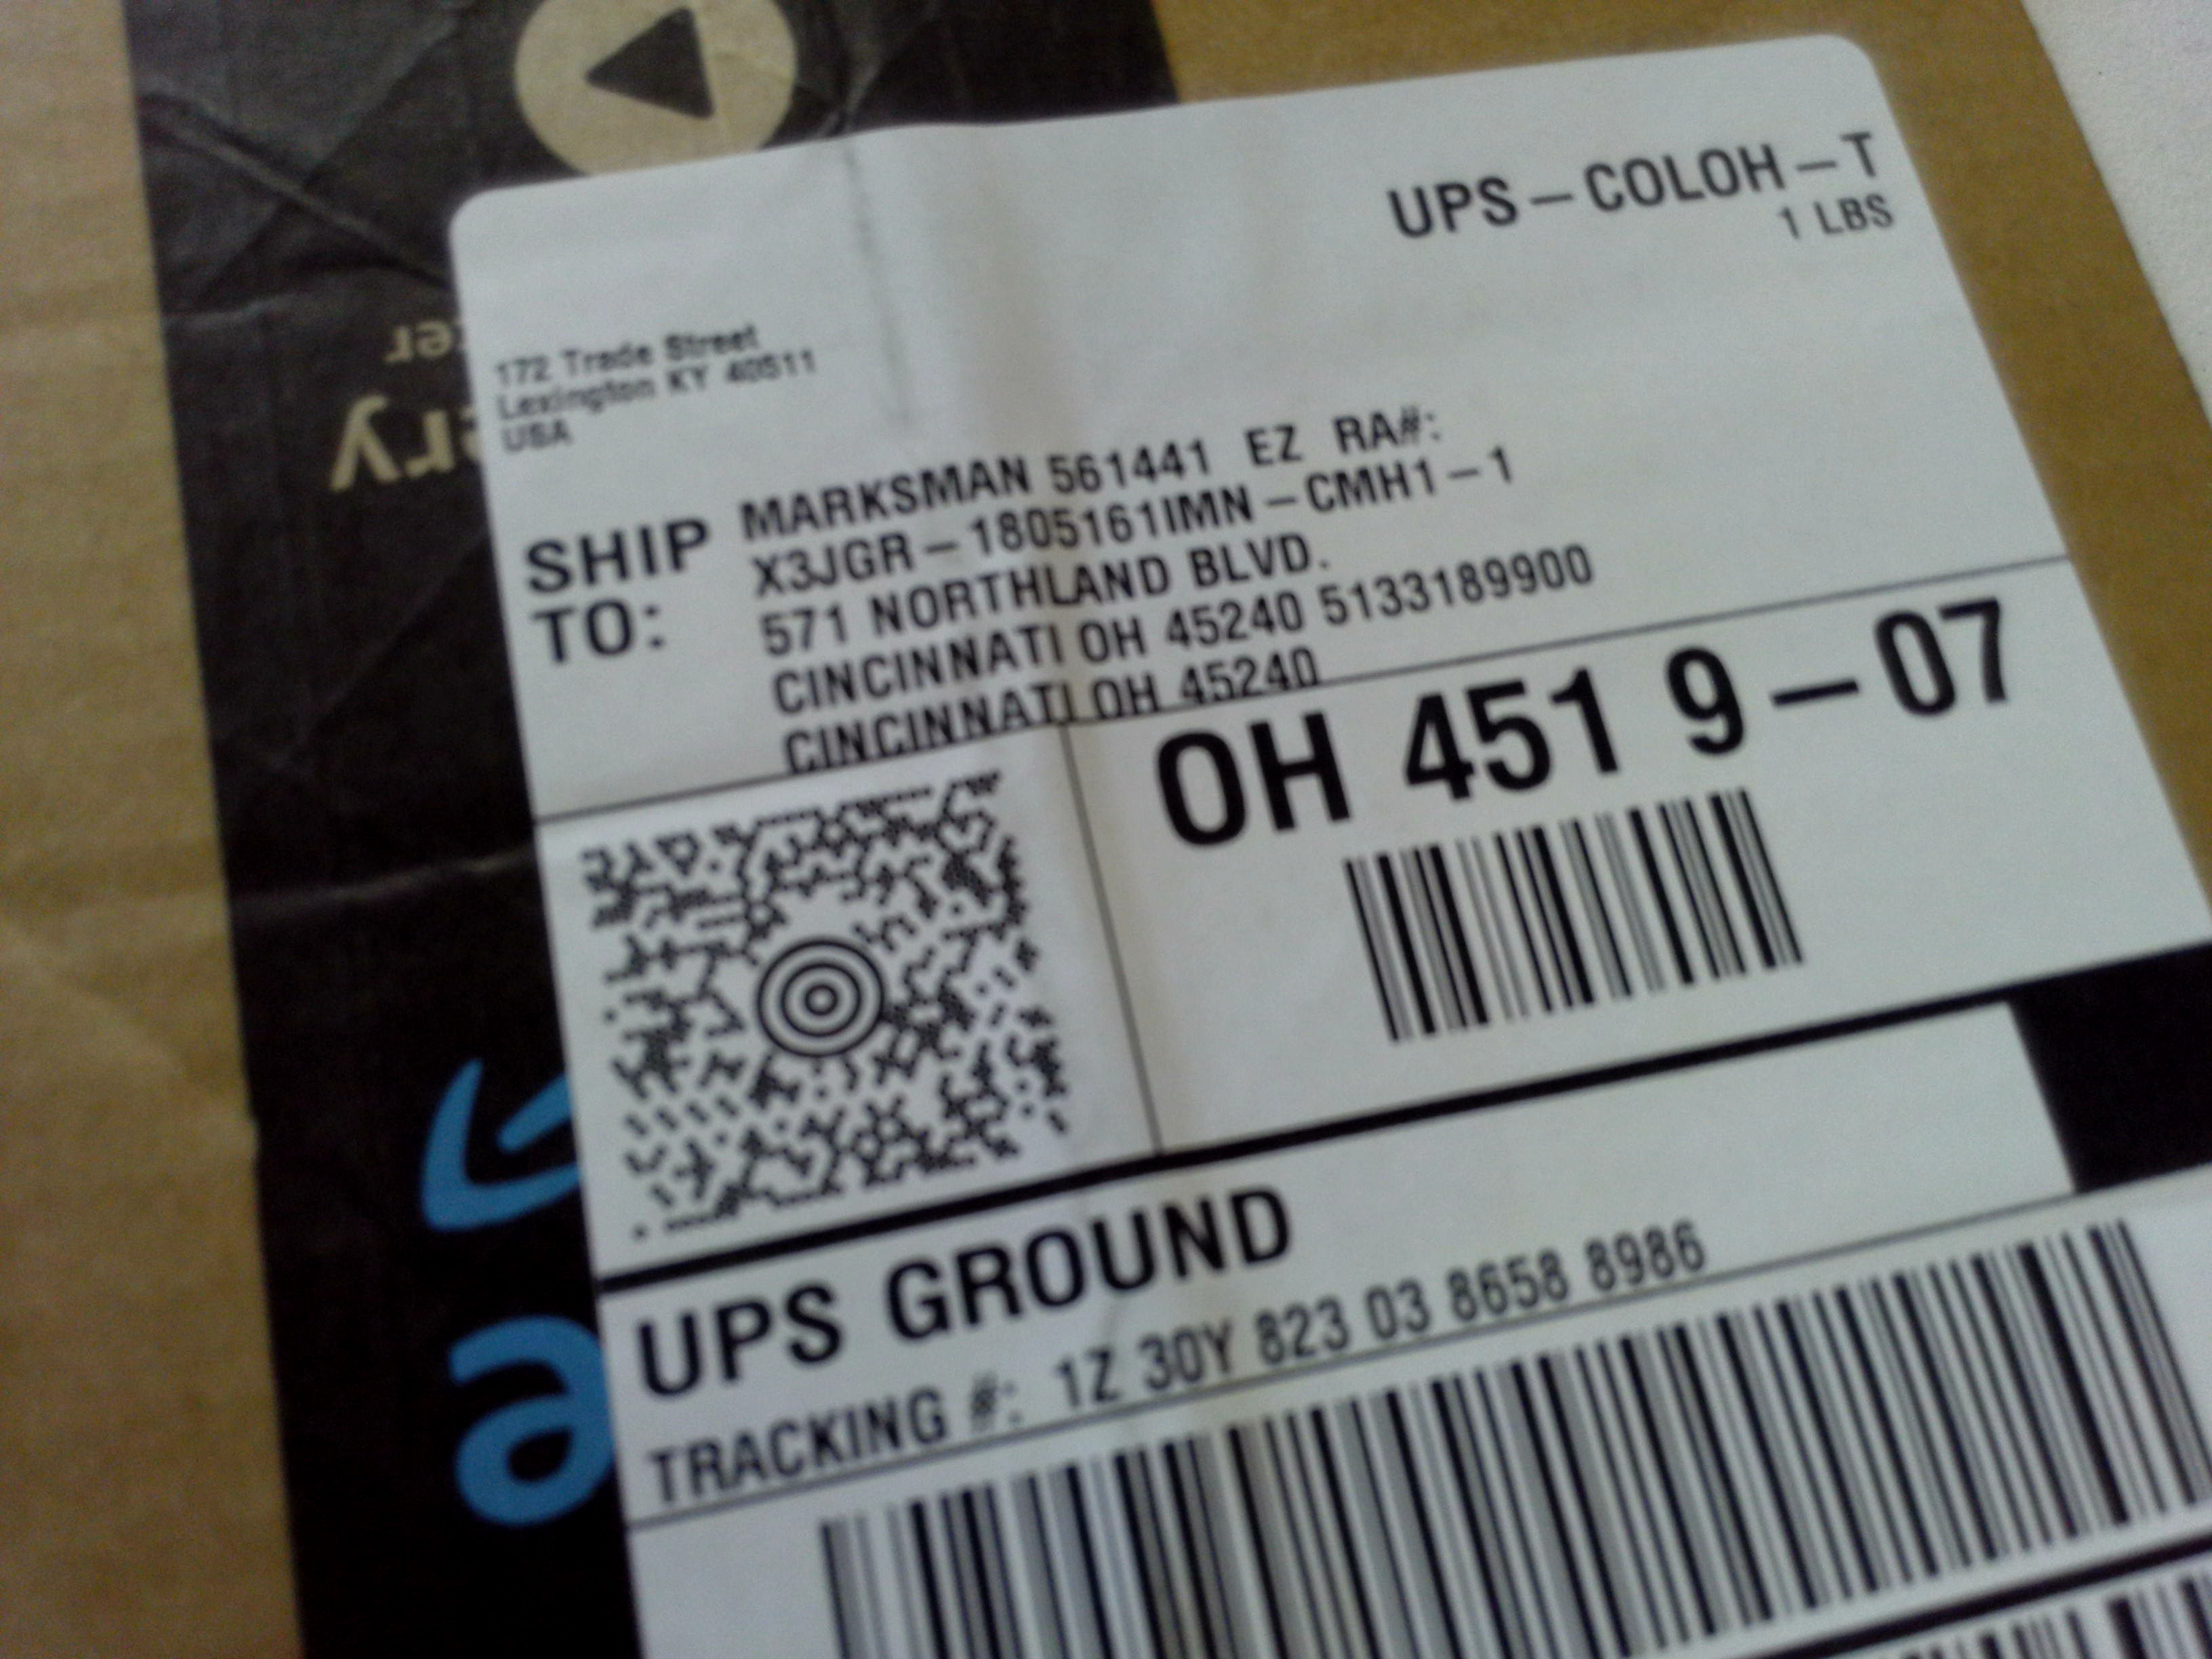 UPS-COLOH-T
1 LBS
172 Trade Street
Lexington KY 40511
USA
SHIP TO:
MARKSMAN 561441 EZ RA#:
X3JGR-1805161IMN-CMH1-1
571 NORTHLAND BLVD.
CINCINNATI OH 45240 5133189900
CINCINNATI OH 45240
OH 451 9-07
UPS GROUND
TRACKING #: 1Z 30Y 823 03 8658 8986
a